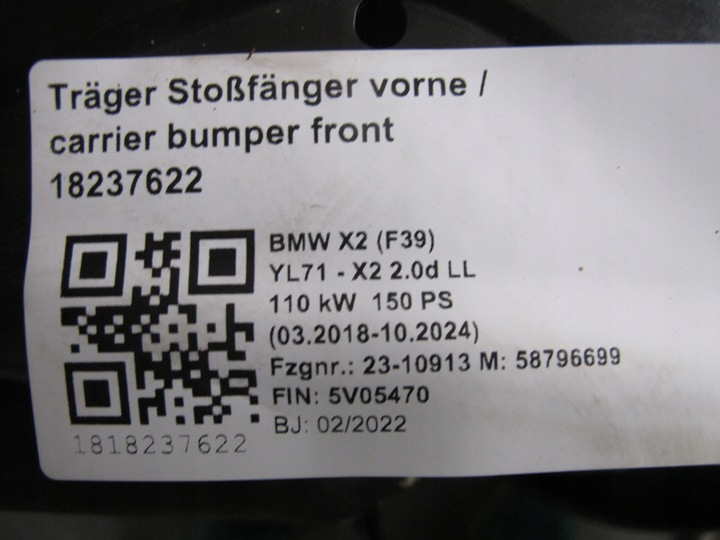 Träger Stoßfänger vorne /
carrier bumper front
18237622
BMW X2 (F39)
YL71 - X2 2.0d LL
110 kW 150 PS
(03.2018-10.2024)
Fzgnr.: 23-10913 M: 58796699
FIN: 5V05470
BJ: 02/2022
1818237622